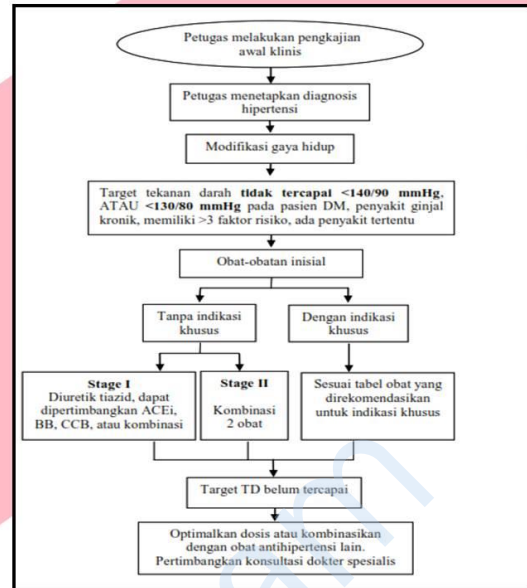 Petugas melakukan pengkajian
awal klinis
Petugas menetapkan diagnosis
hipertensi
Modifikasi gaya hidup
Target tekanan darah tidak tercapai <140/90 mmHg,
ATAU <130/80 mmHg pada pasien DM, penyakit ginjal
kronik, memiliki >3 faktor risiko, ada penyakit tertentu
Obat-obatan inisial
Tanpa indikasi
khusus
Dengan indikasi
khusus
Stage I
Diuretik tiazid, dapat
dipertimbangkan ACEi,
BB, CCB, atau kombinasi
Stage II
Kombinasi
2 obat
Sesuai tabel obat yang
direkomendasikan
untuk indikasi khusus
Target TD belum tercapai
Optimalkan dosis atau kombinasikan
dengan obat antihipertensi lain.
Pertimbangkan konsultasi dokter spesialis